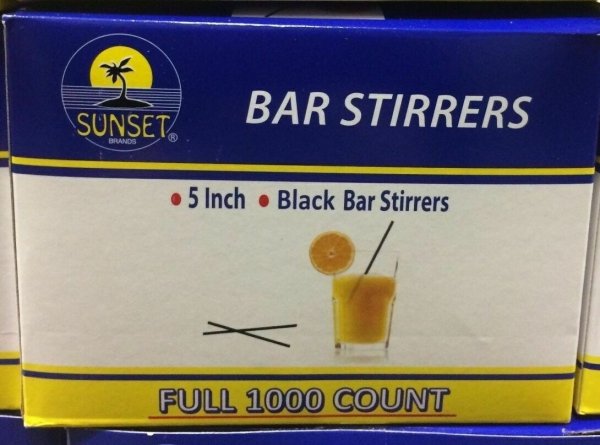 SUNSET®
BRANDS
BAR STIRRERS
• 5 Inch • Black Bar Stirrers
FULL 1000 COUNT